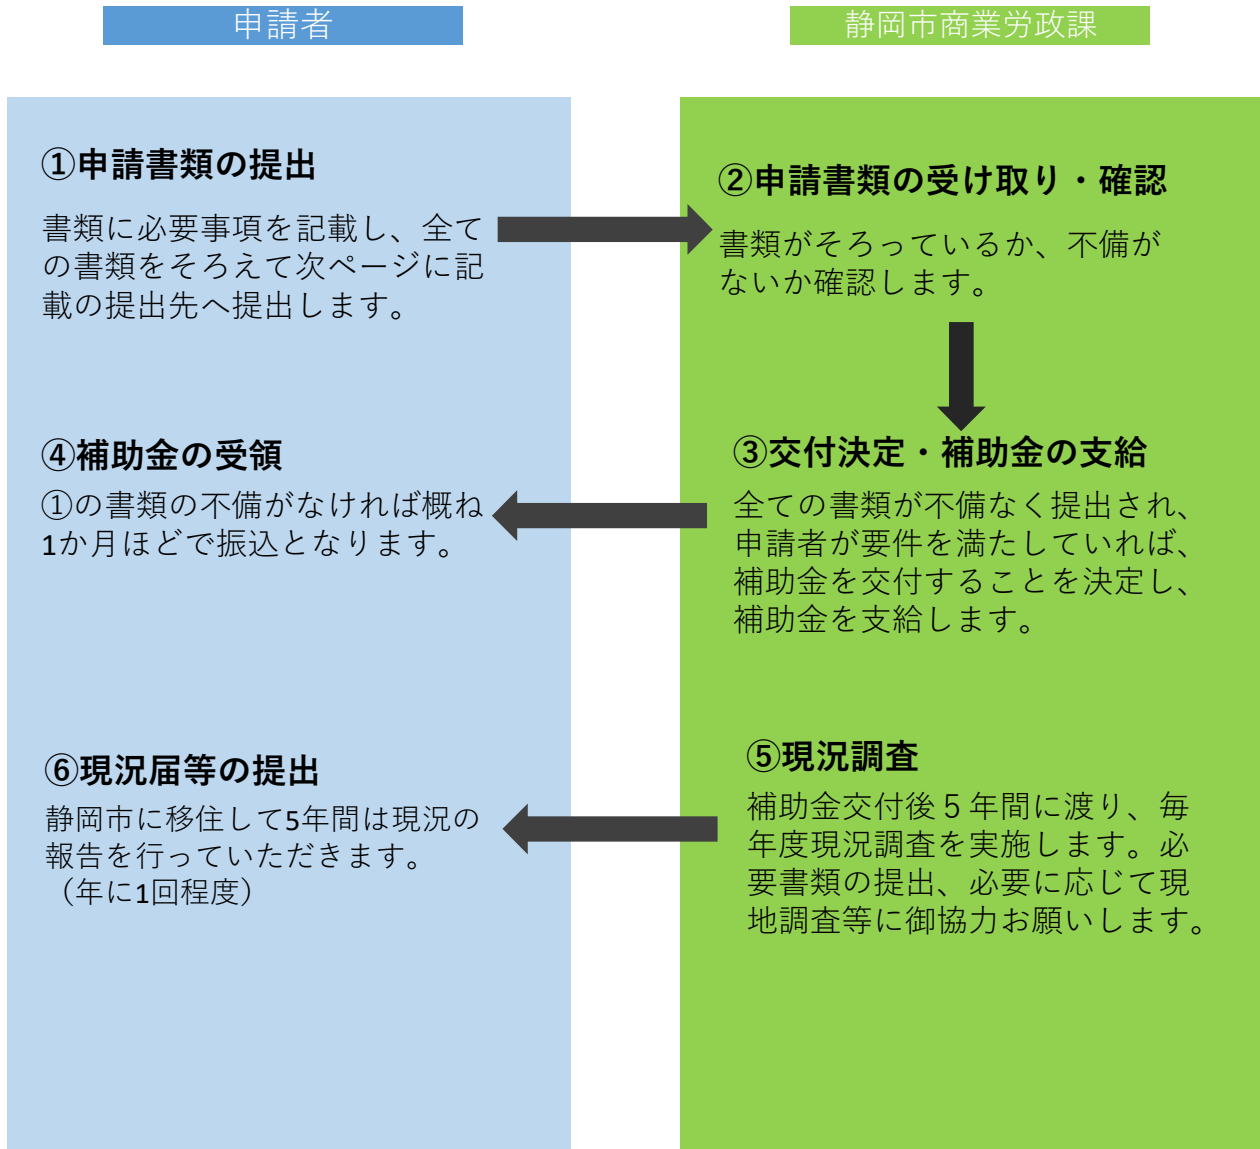 申請者
静岡市商業労政課
①申請書類の提出
書類に必要事項を記載し、全て
の書類をそろえて次ページに記
載の提出先へ提出します。
②申請書類の受け取り・確認
書類がそろっているか、不備が
ないか確認します。
③交付決定・補助金の支給
全ての書類が不備なく提出され、
申請者が要件を満たしていれば、
補助金を交付することを決定し、
補助金を支給します。
④補助金の受領
①の書類の不備がなければ概ね
1か月ほどで振込となります。
⑤現況調査
補助金交付後５年間に渡り、毎
年度現況調査を実施します。必
要書類の提出、必要に応じて現
地調査等に御協力お願いします。
⑥現況届等の提出
静岡市に移住して5年間は現況の
報告を行っていただきます。
（年に1回程度）